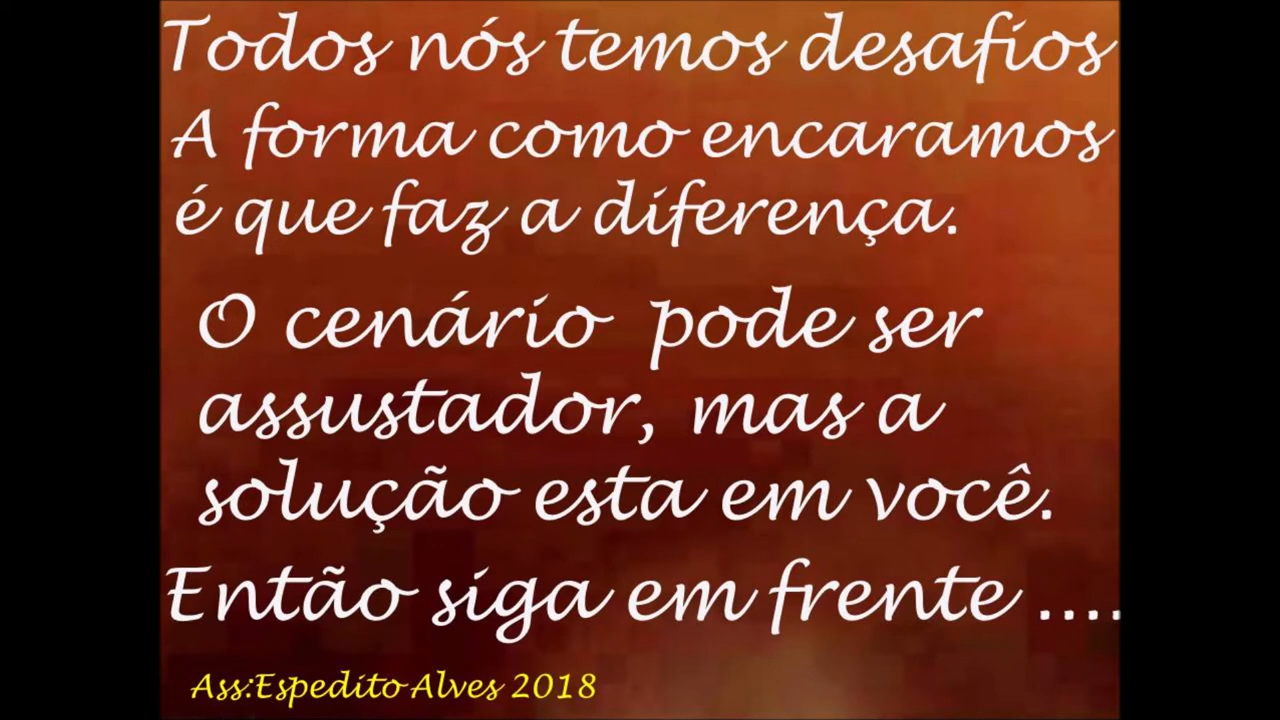 Todos nós temos desafios
A forma como encaramos
é que faz a diferença.
O cenário pode ser
assustador, mas a
solução esta em você.
Então siga em frente ....
Ass:Espedito Alves 2018